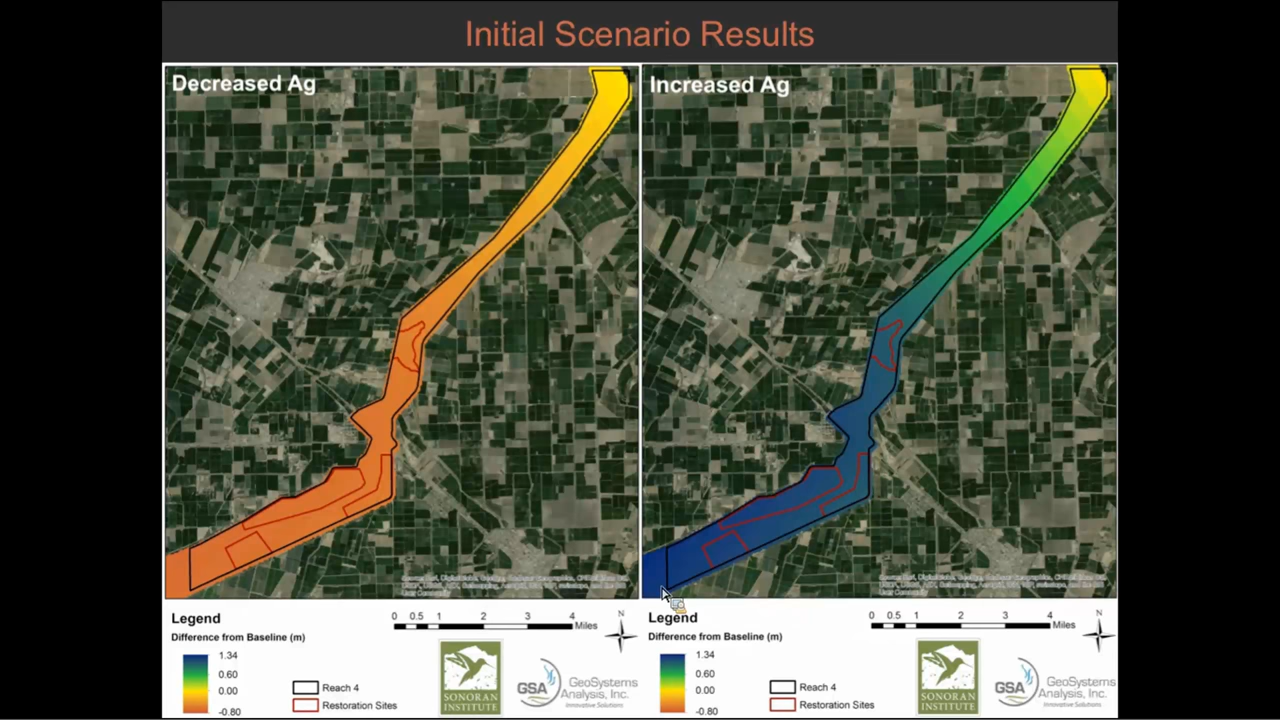 Initial Scenario Results
Decreased Ag
Increased Ag
Legend
Difference from Baseline (m)
1.34
0.60
0.00
-0.80
Reach 4
Restoration Sites
0 0.5 1 2 3 4
Miles
N
SONORAN
INSTITUTE
GSA
GeoSystems
Analysis, Inc.
Innovative Solutions
Legend
Difference from Baseline (m)
1.34
0.60
0.00
-0.80
Reach 4
Restoration Sites
0 0.5 1 2 3 4
Miles
N
SONORAN
INSTITUTE
GSA
GeoSystems
Analysis, Inc.
Innovative Solutions